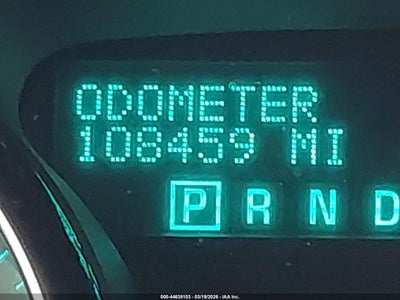 ODOMETER
108459 MI
P R N D
000-44638103 - 03/19/2026 - IAA Inc.